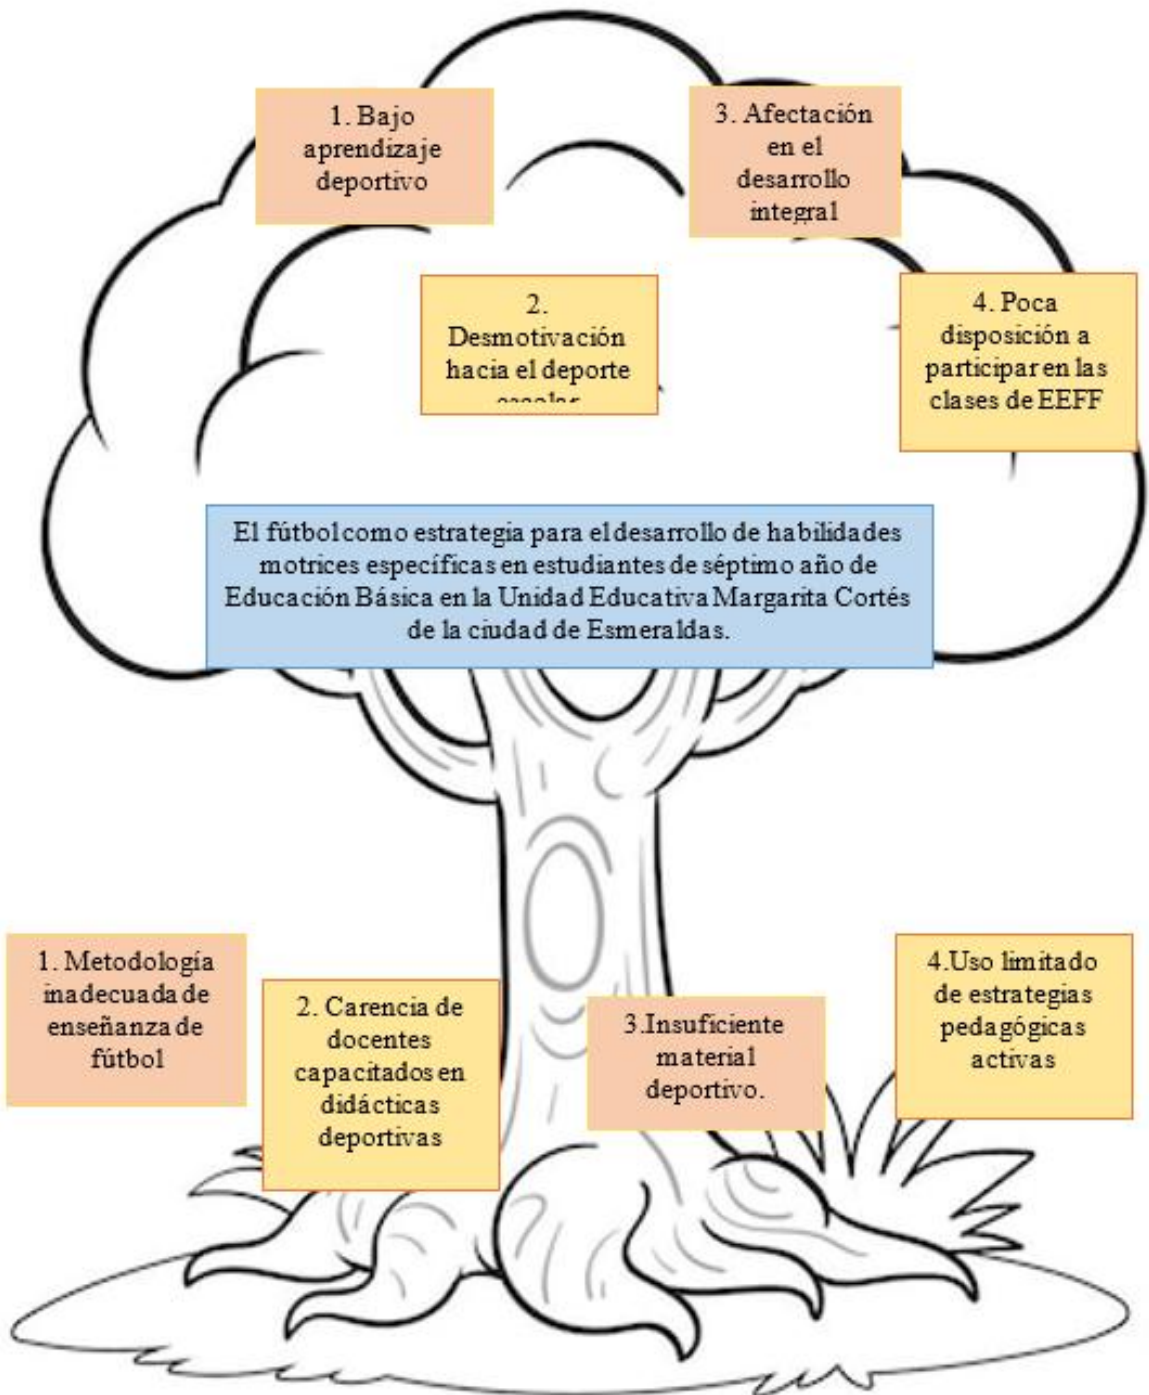 1. Bajo
aprendizaje
deportivo
3. Afectación
en el
desarrollo
integral
2.
Desmotivación
hacia el deporte
4. Poca
disposición a
participar en las
clases de EEFF
El fútbol como estrategia para el desarrollo de habilidades
motrices específicas en estudiantes de séptimo año de
Educación Básica en la Unidad Educativa Margarita Cortés
de la ciudad de Esmeraldas.
1. Metodología
inadecuada de
enseñanza de
fútbol
2. Carencia de
docentes
capacitados en
didácticas
deportivas
3.Insuficiente
material
deportivo.
4.Uso limitado
de estrategias
pedagógicas
activas